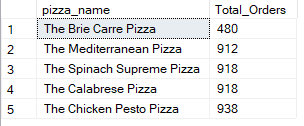 pizza_name Total_Orders
1 The Brie Carre Pizza 480
2 The Mediterranean Pizza 912
3 The Spinach Supreme Pizza 918
4 The Calabrese Pizza 918
5 The Chicken Pesto Pizza 938